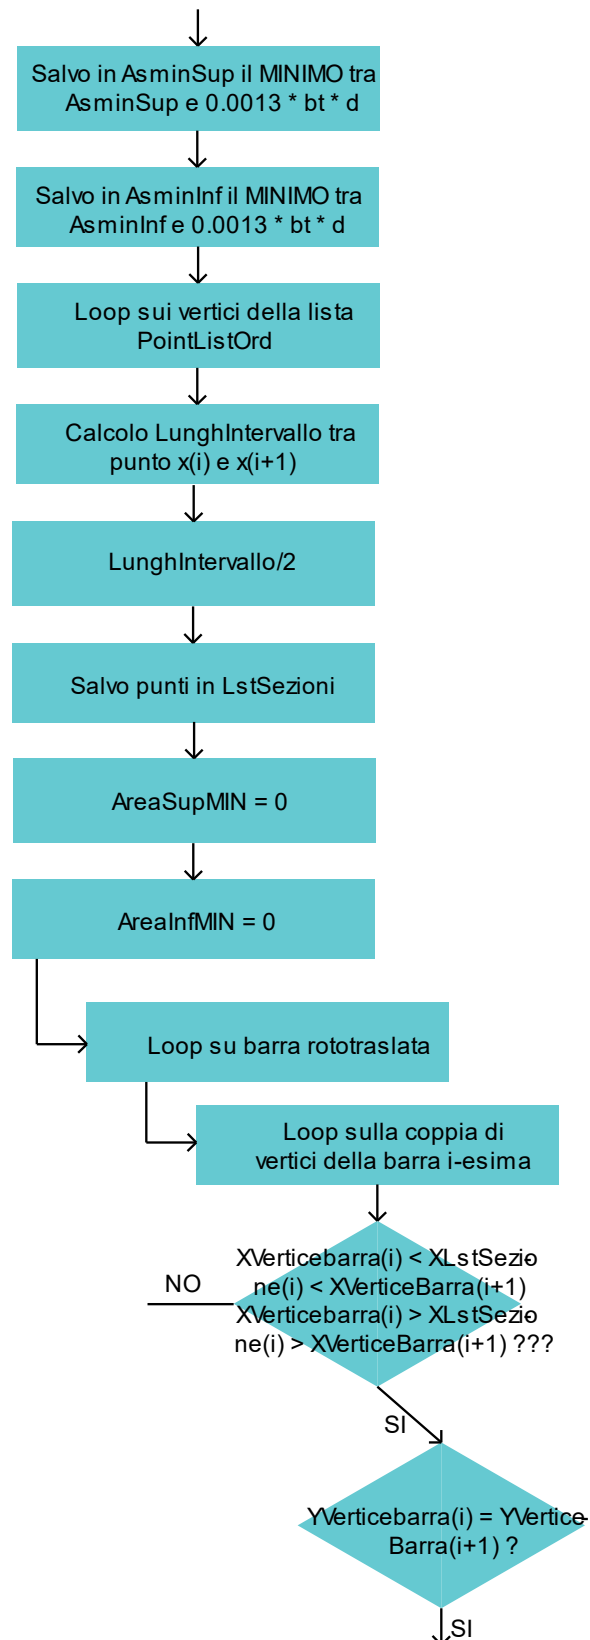 Salvo in AsminSup il MINIMO tra
AsminSup e 0.0013 * bt * d
Salvo in AsminInf il MINIMO tra
AsminInf e 0.0013 * bt * d
Loop sui vertici della lista
PointListOrd
Calcolo LunghIntervallo tra
punto x(i) e x(i+1)
LunghIntervallo/2
Salvo punti in LstSezioni
AreaSupMIN = 0
AreaInfMIN = 0
Loop su barra rototraslata
Loop sulla coppia di
vertici della barra i-esima
XVerticebarra(i) < XLstSezio-
ne(i) < XVerticeBarra(i+1)
XVerticebarra(i) > XLstSezio-
ne(i) > XVerticeBarra(i+1) ???
NO
SI
YVerticebarra(i) = YVertice-
Barra(i+1) ?
SI